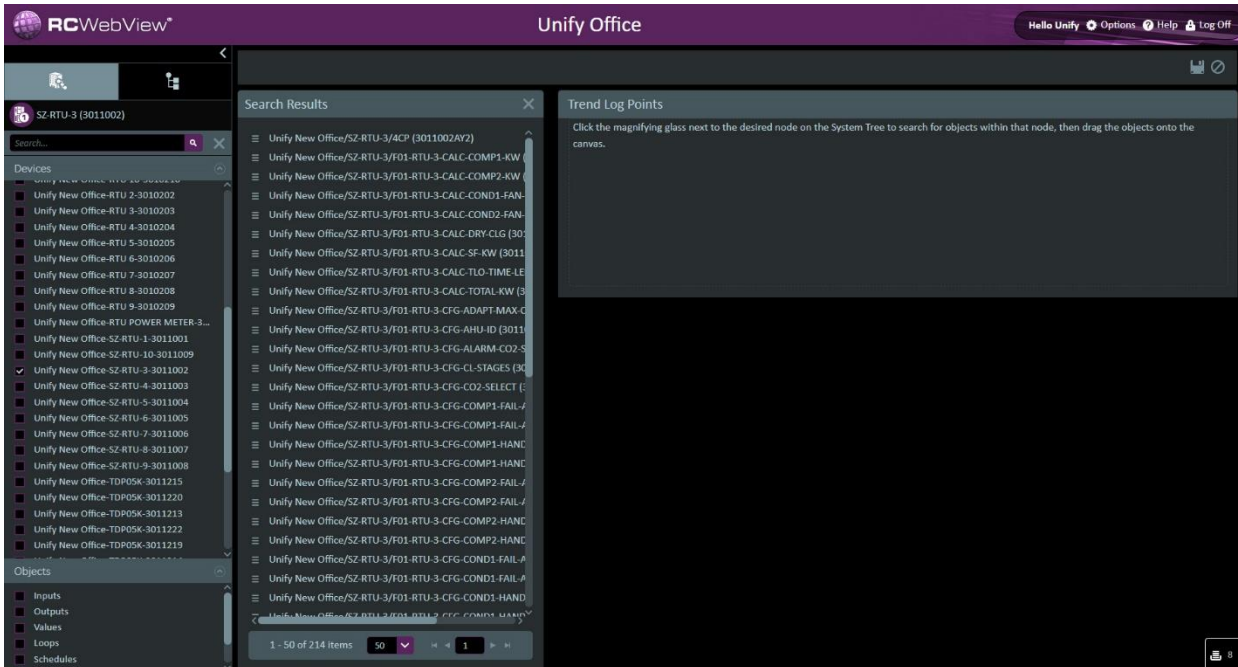 RCWebView®
Unify Office
Hello Unify Options Help Log Off
SZ-RTU-3 (3011002)
Search...
Devices
Unify New Office-RTU 2-3010202
Unify New Office-RTU 3-3010203
Unify New Office-RTU 4-3010204
Unify New Office-RTU 5-3010205
Unify New Office-RTU 6-3010206
Unify New Office-RTU 7-3010207
Unify New Office-RTU 8-3010208
Unify New Office-RTU 9-3010209
Unify New Office-RTU POWER METER-3...
Unify New Office-SZ-RTU-1-3011001
Unify New Office-SZ-RTU-10-3011009
Unify New Office-SZ-RTU-3-3011002
Unify New Office-SZ-RTU-4-3011003
Unify New Office-SZ-RTU-5-3011004
Unify New Office-SZ-RTU-6-3011005
Unify New Office-SZ-RTU-7-3011006
Unify New Office-SZ-RTU-8-3011007
Unify New Office-SZ-RTU-9-3011008
Unify New Office-TDP05K-3011215
Unify New Office-TDP05K-3011220
Unify New Office-TDP05K-3011213
Unify New Office-TDP05K-3011222
Unify New Office-TDP05K-3011219
Objects
Inputs
Outputs
Values
Loops
Schedules
Search Results
Unify New Office/SZ-RTU-3/4CP (3011002AY2)
Unify New Office/SZ-RTU-3/F01-RTU-3-CALC-COMP1-KW (
Unify New Office/SZ-RTU-3/F01-RTU-3-CALC-COMP2-KW (
Unify New Office/SZ-RTU-3/F01-RTU-3-CALC-COND1-FAN-
Unify New Office/SZ-RTU-3/F01-RTU-3-CALC-COND2-FAN-
Unify New Office/SZ-RTU-3/F01-RTU-3-CALC-DRY-CLG (301
Unify New Office/SZ-RTU-3/F01-RTU-3-CALC-SF-KW (3011
Unify New Office/SZ-RTU-3/F01-RTU-3-CALC-TLO-TIME-LE
Unify New Office/SZ-RTU-3/F01-RTU-3-CALC-TOTAL-KW (3
Unify New Office/SZ-RTU-3/F01-RTU-3-CFG-ADAPT-MAX-C
Unify New Office/SZ-RTU-3/F01-RTU-3-CFG-AHU-ID (3011
Unify New Office/SZ-RTU-3/F01-RTU-3-CFG-ALARM-CO2-S
Unify New Office/SZ-RTU-3/F01-RTU-3-CFG-CL-STAGES (30
Unify New Office/SZ-RTU-3/F01-RTU-3-CFG-CO2-SELECT (3
Unify New Office/SZ-RTU-3/F01-RTU-3-CFG-COMP1-FAIL-A
Unify New Office/SZ-RTU-3/F01-RTU-3-CFG-COMP1-FAIL-A
Unify New Office/SZ-RTU-3/F01-RTU-3-CFG-COMP1-HAND
Unify New Office/SZ-RTU-3/F01-RTU-3-CFG-COMP1-HAND
Unify New Office/SZ-RTU-3/F01-RTU-3-CFG-COMP2-FAIL-A
Unify New Office/SZ-RTU-3/F01-RTU-3-CFG-COMP2-FAIL-A
Unify New Office/SZ-RTU-3/F01-RTU-3-CFG-COMP2-HAND
Unify New Office/SZ-RTU-3/F01-RTU-3-CFG-COMP2-HAND
Unify New Office/SZ-RTU-3/F01-RTU-3-CFG-COND1-FAIL-A
Unify New Office/SZ-RTU-3/F01-RTU-3-CFG-COND1-FAIL-A
Unify New Office/SZ-RTU-3/F01-RTU-3-CFG-COND1-HAND
Unify New Office/SZ-RTU-3/F01-RTU-3-CFG-COND1-HAND
1 - 50 of 214 items 50 1
Trend Log Points
Click the magnifying glass next to the desired node on the System Tree to search for objects within that node, then drag the objects onto the
canvas.
8